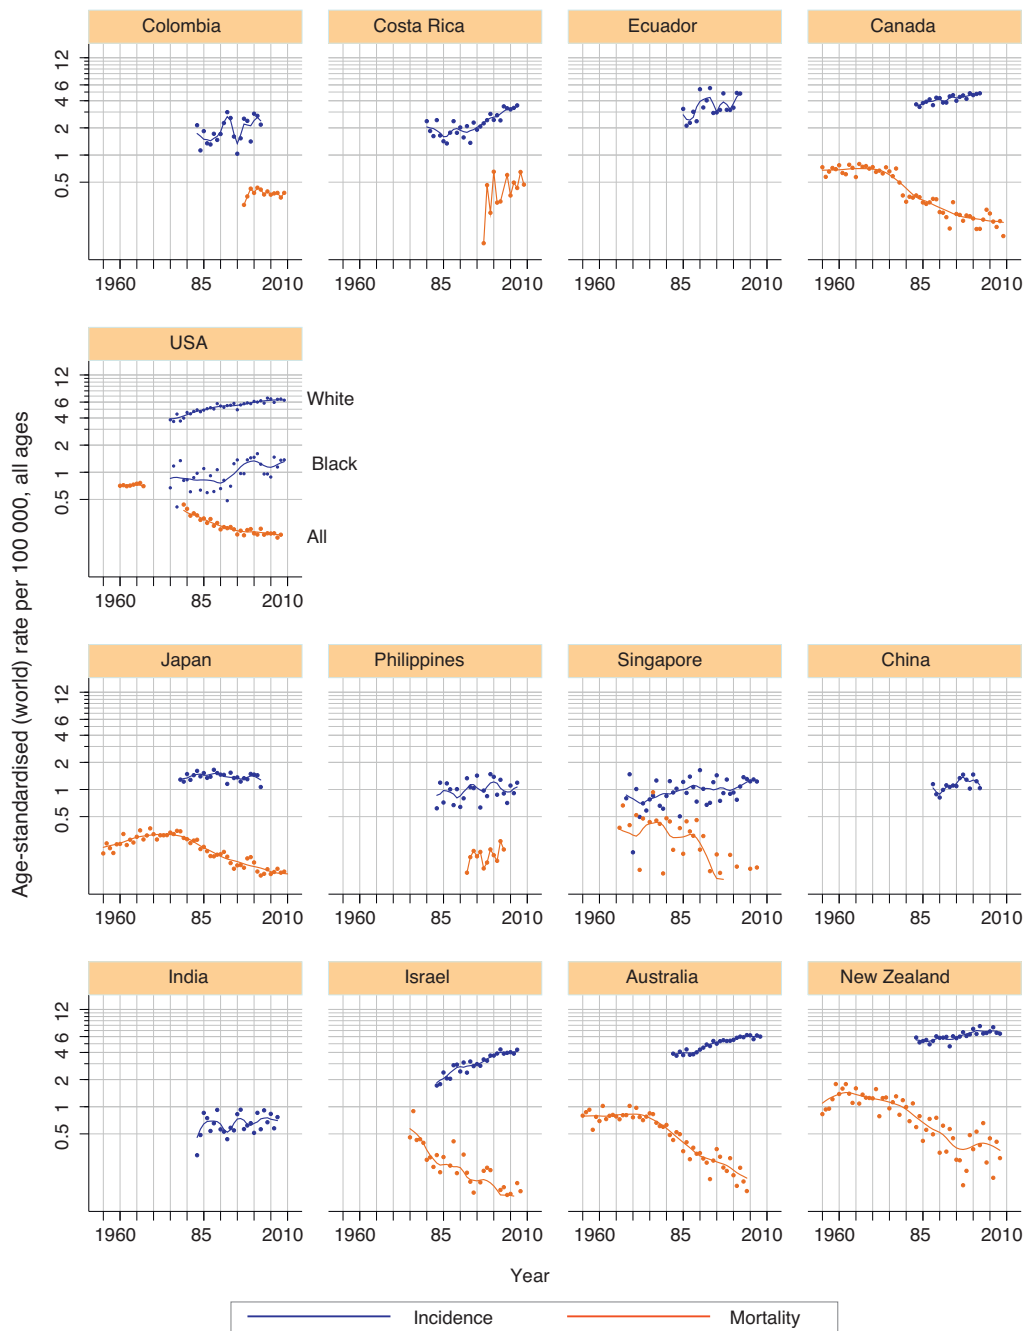 Colombia Costa Rica Ecuador Canada
12
6
4
2
1
0.5
1960 85 2010 1960 85 2010 1960 85 2010 1960 85 2010
USA
12
6
4
2
1
0.5
White
Black
All
1960 85 2010
Age-standardised (world) rate per 100 000, all ages
Japan Philippines Singapore China
12
6
4
2
1
0.5
1960 85 2010 1960 85 2010 1960 85 2010 1960 85 2010
India Israel Australia New Zealand
12
6
4
2
1
0.5
1960 85 2010 1960 85 2010 1960 85 2010 1960 85 2010
Year
Incidence Mortality